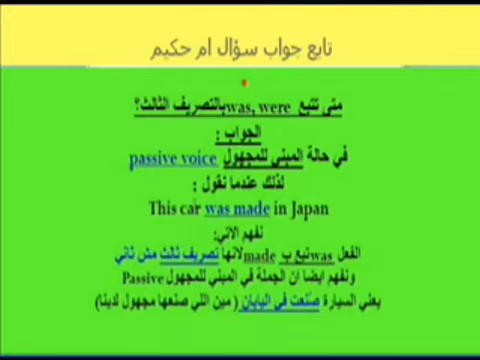 تابع جواب سؤال ام حكيم
متى تتبع was, were بالتصريف الثالث؟
الجواب :
في حالة المبني للمجهول passive voice
لذلك عندما نقول :
This car was made in Japan
نفهم الاتي:
الفعل was تبع ب made لانها تصريف ثالث مش ثاني
ونفهم ايضا ان الجملة في المبني للمجهول Passive
يعني السيارة صُنعت في اليابان ( مين اللي صنعها مجهول لدينا)